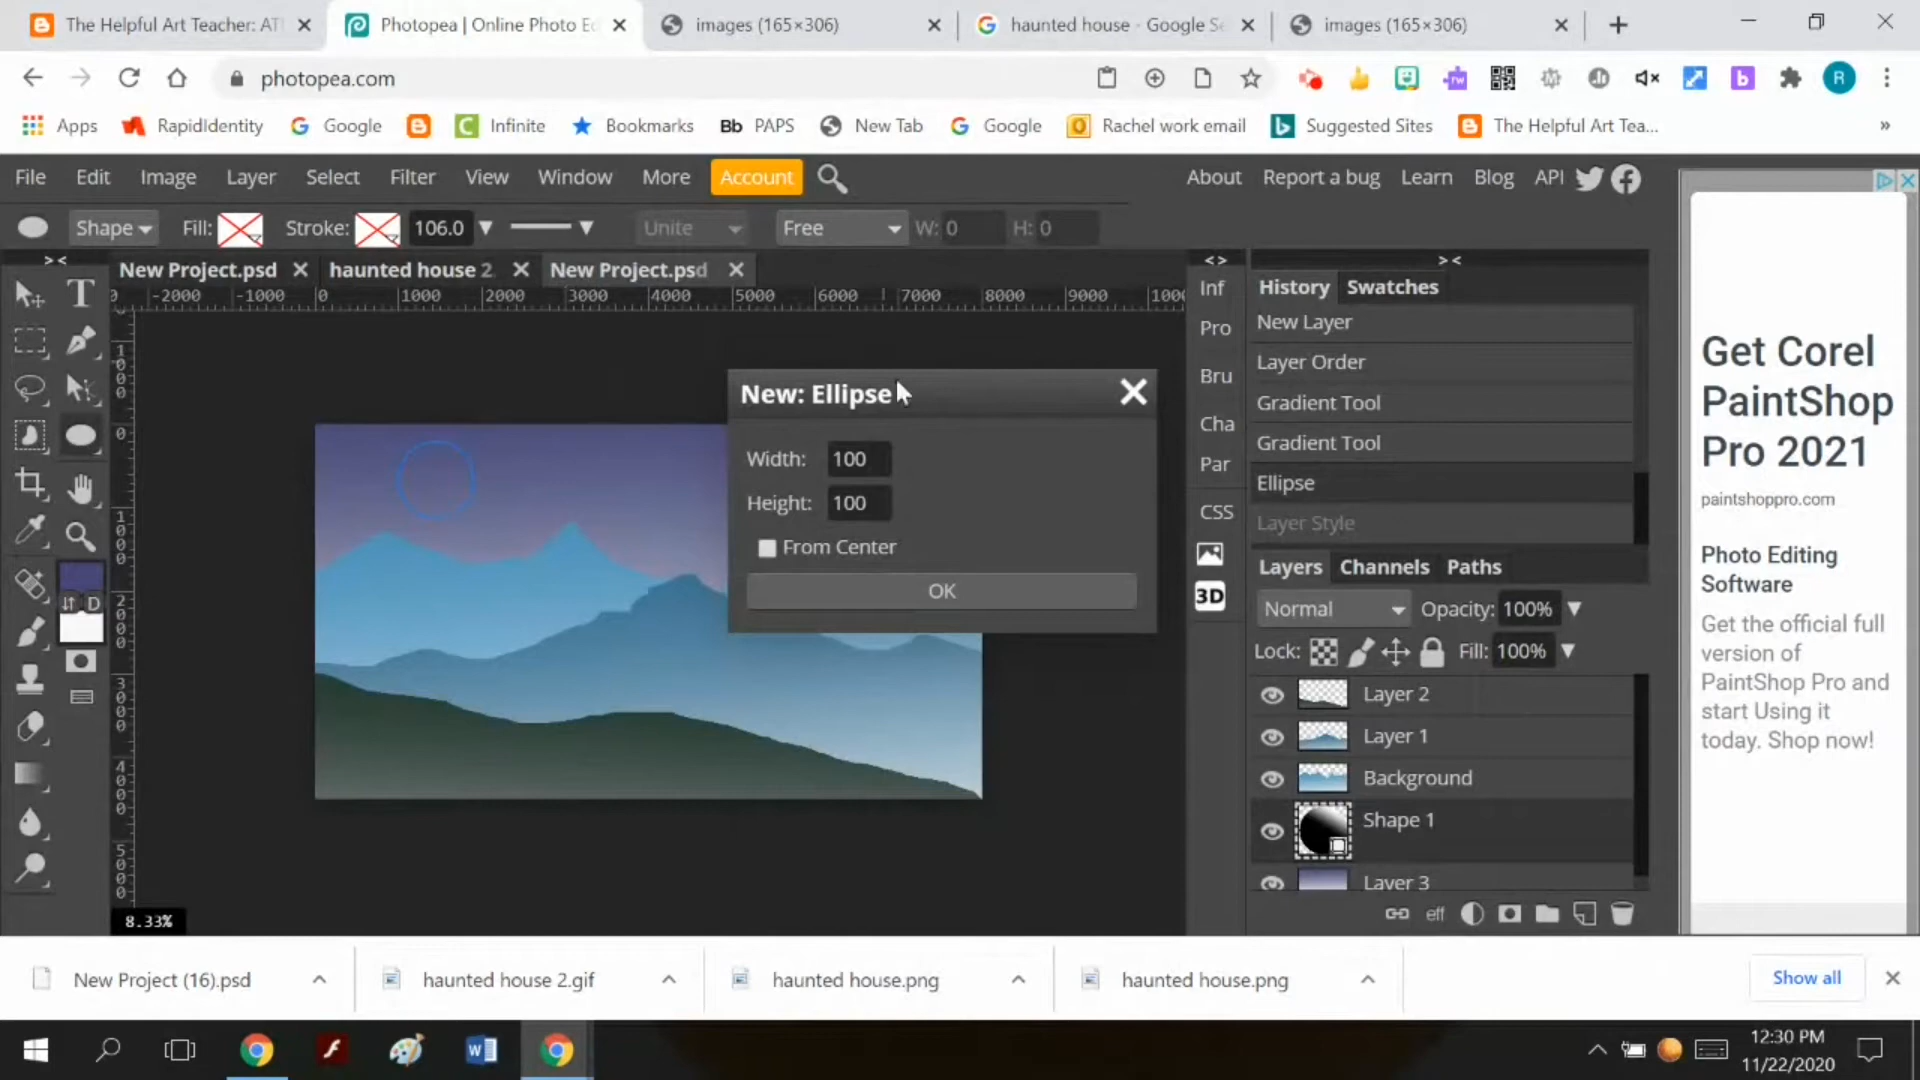 The Helpful Art Teacher: AT
Photopea | Online Photo Ed
images (165×306)
haunted house - Google Se
images (165×306)
photopea.com
R
Apps
RapidIdentity
Google
Infinite
Bookmarks
Bb PAPS
New Tab
Google
Rachel work email
Suggested Sites
The Helpful Art Tea...
»
File Edit Image Layer Select Filter View Window More Account
About Report a bug Learn Blog API
Shape Fill: Stroke: 106.0 Unite Free W: 0 H: 0
New Project.psd haunted house 2 New Project.psd
0 -2000 -1000 0 1000 2000 3000 4000 5000 6000 7000 8000 9000 1000
New: Ellipse
Width: 100
Height: 100
From Center
OK
8.33%
Inf
Pro
Bru
Cha
Par
CSS
3D
History Swatches
New Layer
Layer Order
Gradient Tool
Gradient Tool
Ellipse
Layer Style
Layers Channels Paths
Normal Opacity: 100%
Lock: Fill: 100%
Layer 2
Layer 1
Background
Shape 1
Layer 3
eff
Get Corel
PaintShop
Pro 2021
paintshoppro.com
Photo Editing
Software
Get the official full
version of
PaintShop Pro and
start Using it
today. Shop now!
New Project (16).psd
haunted house 2.gif
haunted house.png
haunted house.png
Show all
12:30 PM
11/22/2020